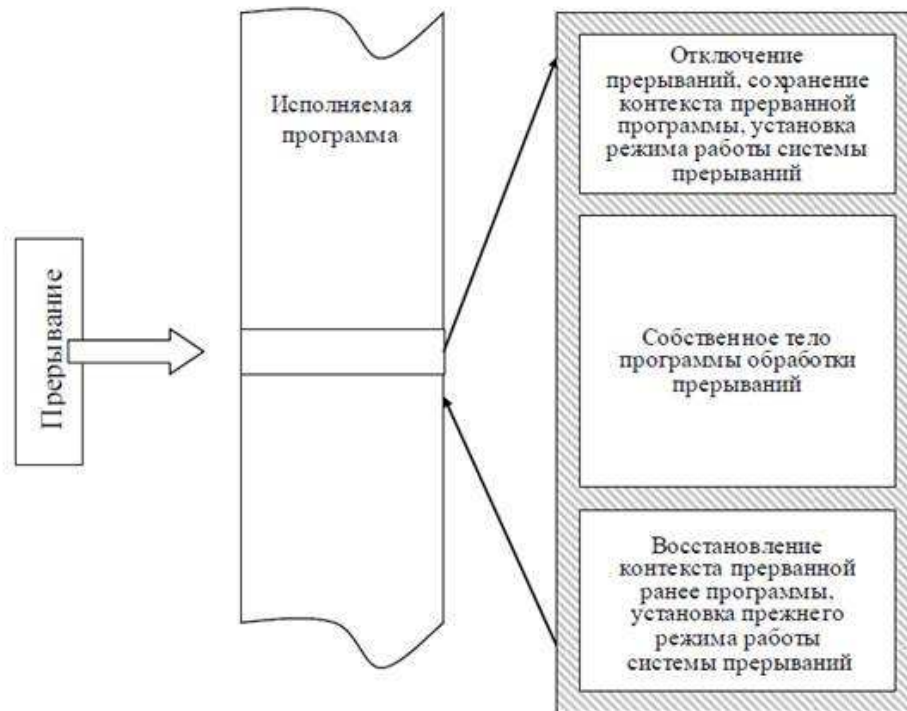 Прерывание
Исполняемая
программа
Отключение
прерываний, сохранение
контекста прерванной
программы, установка
режима работы системы
прерываний
Собственное тело
программы обработки
прерываний
Восстановление
контекста прерванной
ранее программы,
установка прежнего
режима работы
системы прерываний